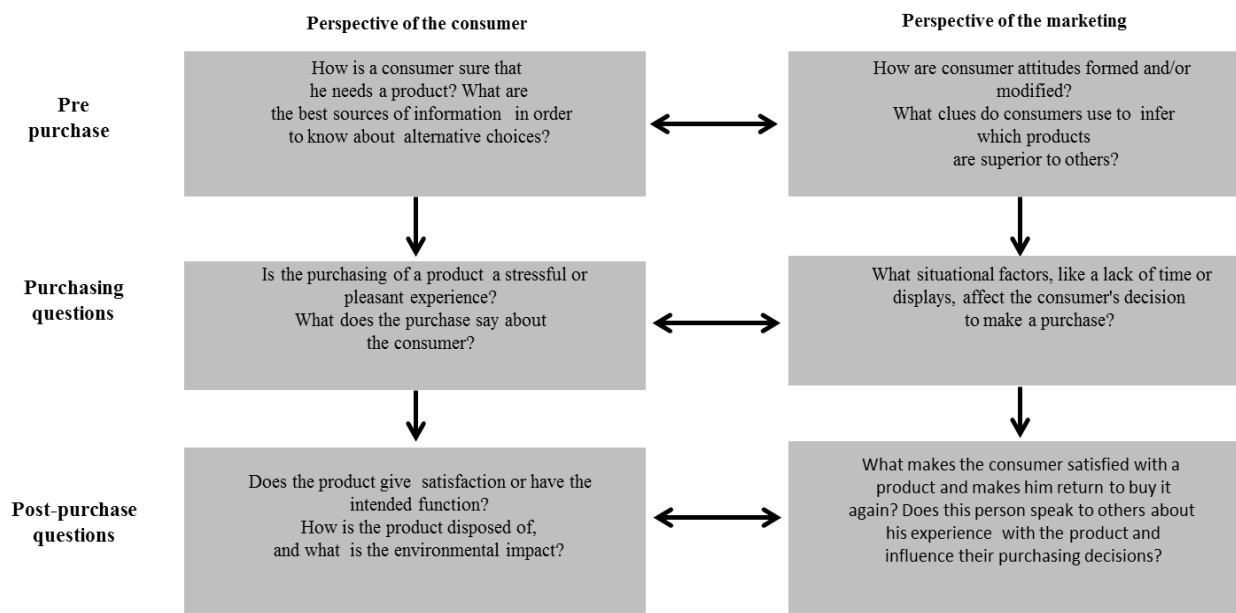 Perspective of the consumer
Perspective of the marketing
Pre
purchase
How is a consumer sure that
he needs a product? What are
the best sources of information in order
to know about alternative choices?
How are consumer attitudes formed and/or
modified?
What clues do consumers use to infer
which products
are superior to others?
Purchasing
questions
Is the purchasing of a product a stressful or
pleasant experience?
What does the purchase say about
the consumer?
What situational factors, like a lack of time or
displays, affect the consumer's decision
to make a purchase?
Post-purchase
questions
Does the product give satisfaction or have the
intended function?
How is the product disposed of,
and what is the environmental impact?
What makes the consumer satisfied with a
product and makes him return to buy it
again? Does this person speak to others about
his experience with the product and
influence their purchasing decisions?